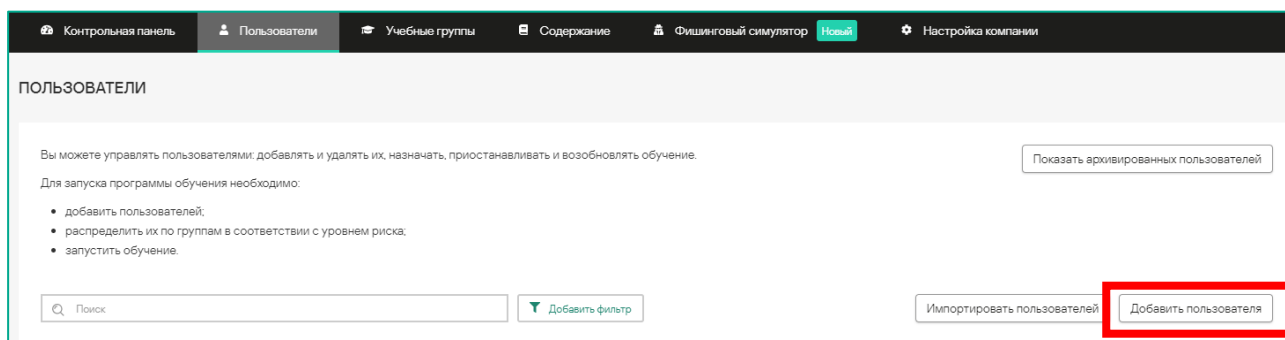 Контрольная панель Пользователи Учебные группы Содержание Фишинговый симулятор Новый Настройка компании
ПОЛЬЗОВАТЕЛИ
Вы можете управлять пользователями: добавлять и удалять их, назначать, приостанавливать и возобновлять обучение.
Показать архивированных пользователей
Для запуска программы обучения необходимо:
• добавить пользователей;
• распределить их по группам в соответствии с уровнем риска;
• запустить обучение.
Поиск Добавить фильтр Импортировать пользователей Добавить пользователя